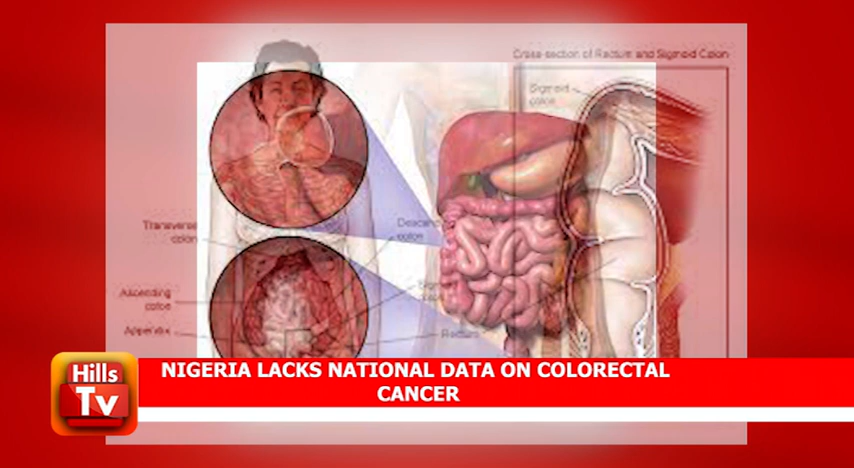 Cross-section of Rectum and Sigmoid Colon
Sigmoid
colon
Transverse
colon
Ascending
colon
Appendix
colon
Rectum
Hills
Tv
NIGERIA LACKS NATIONAL DATA ON COLORECTAL
CANCER